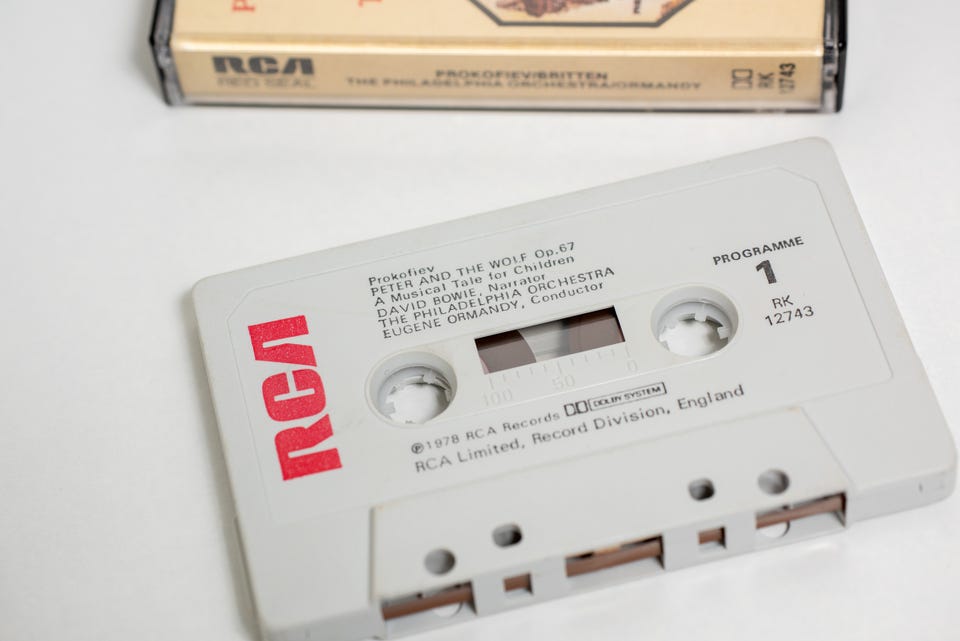 RCA
RED SEAL
PROKOFIEV/BRITTEN
THE PHILADELPHIA ORCHESTRA/ORMANDY
RK
12743
Prokofiev
PETER AND THE WOLF Op.67
A Musical Tale for Children
DAVID BOWIE, Narrator
THE PHILADELPHIA ORCHESTRA
EUGENE ORMANDY, Conductor
PROGRAMME
1
RK
12743
RCA
100 50 0
℗1978 RCA Records DOLBY SYSTEM
RCA Limited, Record Division, England